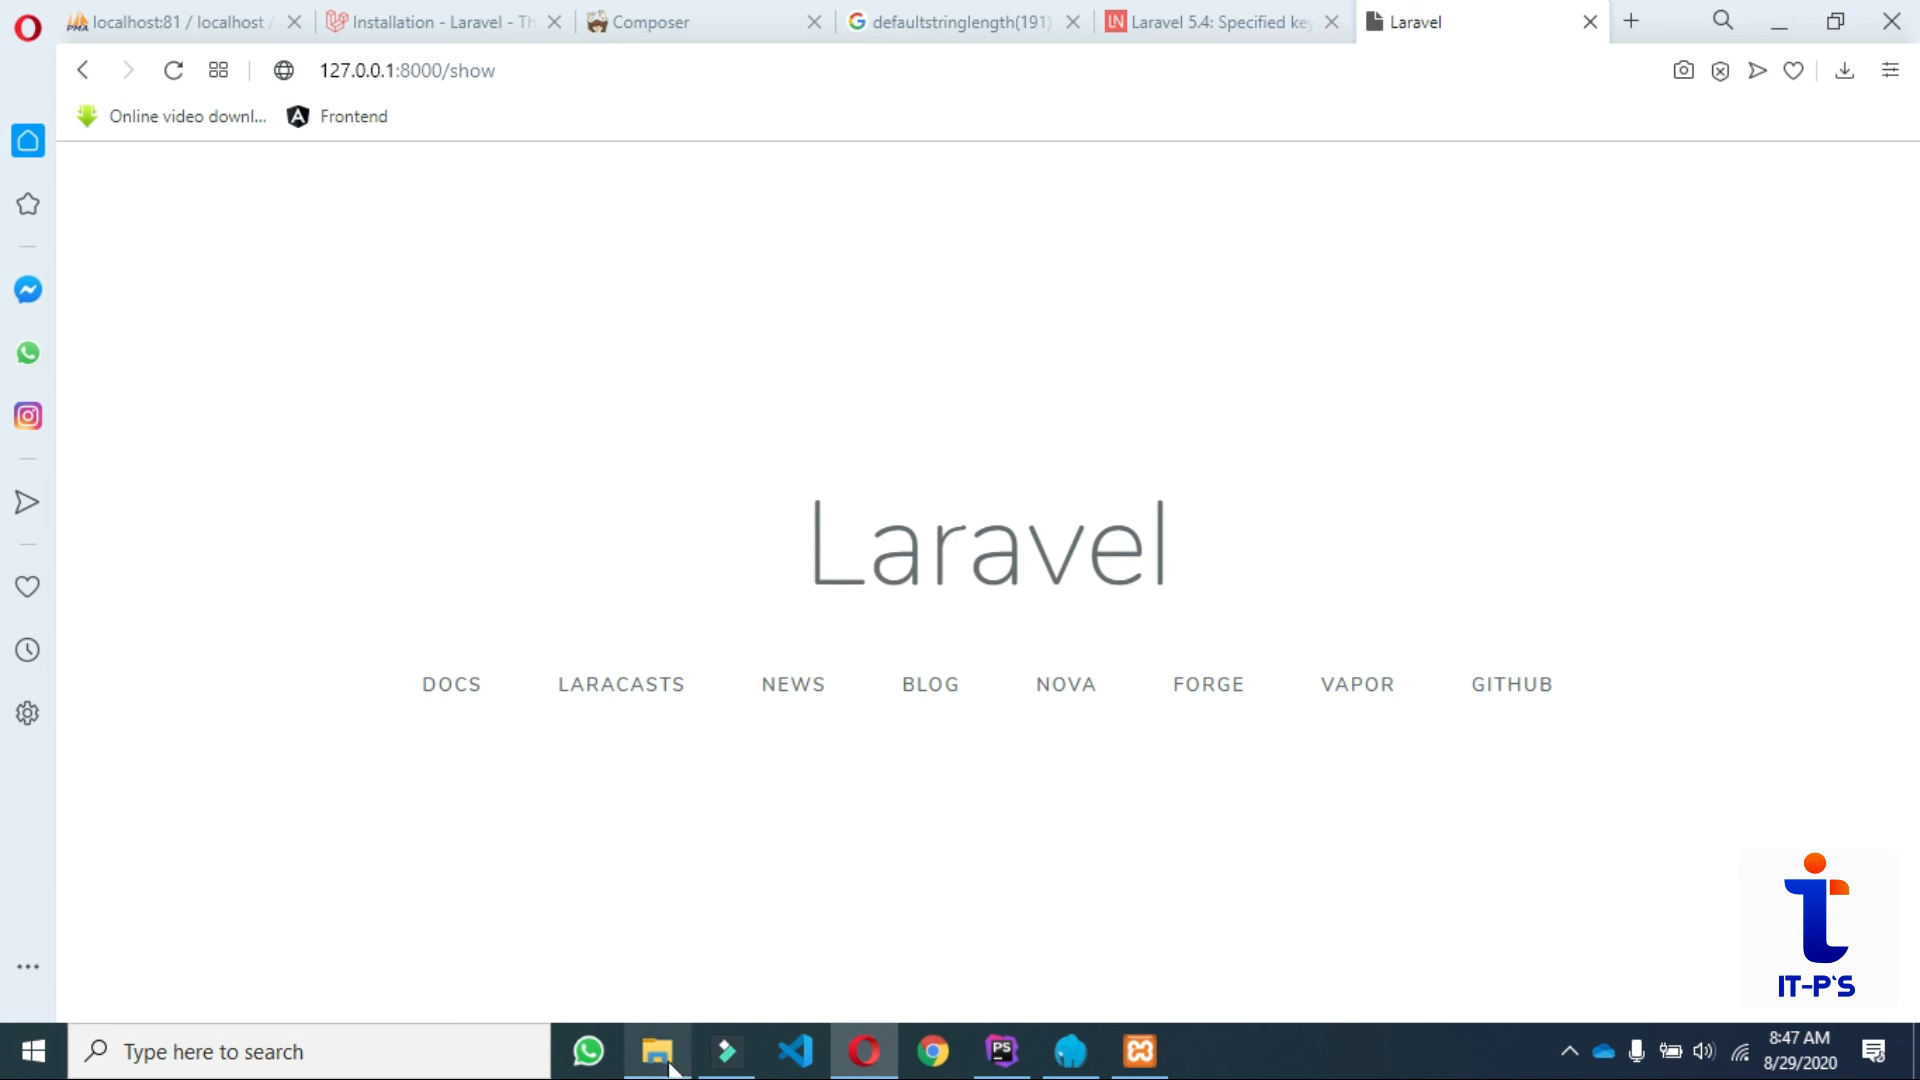 localhost:81 / localhost /
Installation - Laravel - Th
Composer
defaultstringlength(191)
Laravel 5.4: Specified key
Laravel
127.0.0.1:8000/show
Online video downl...
Frontend
Laravel
DOCS LARACASTS NEWS BLOG NOVA FORGE VAPOR GITHUB
IT-P'S
Type here to search
8:47 AM
8/29/2020